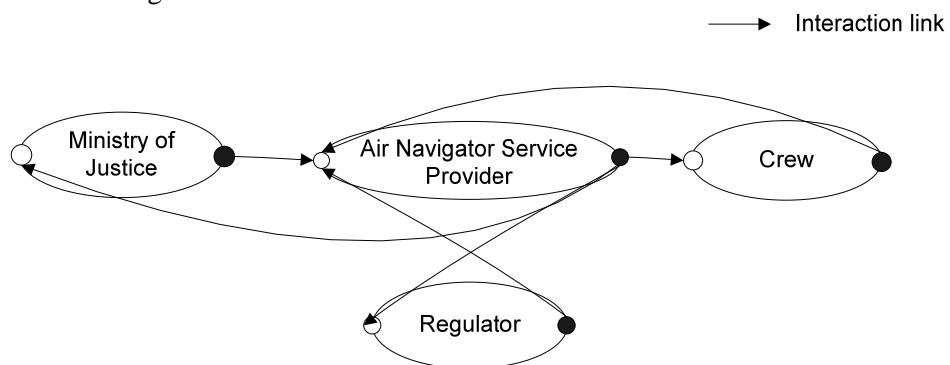 Interaction link
Ministry of
Justice
Air Navigator Service
Provider
Crew
Regulator